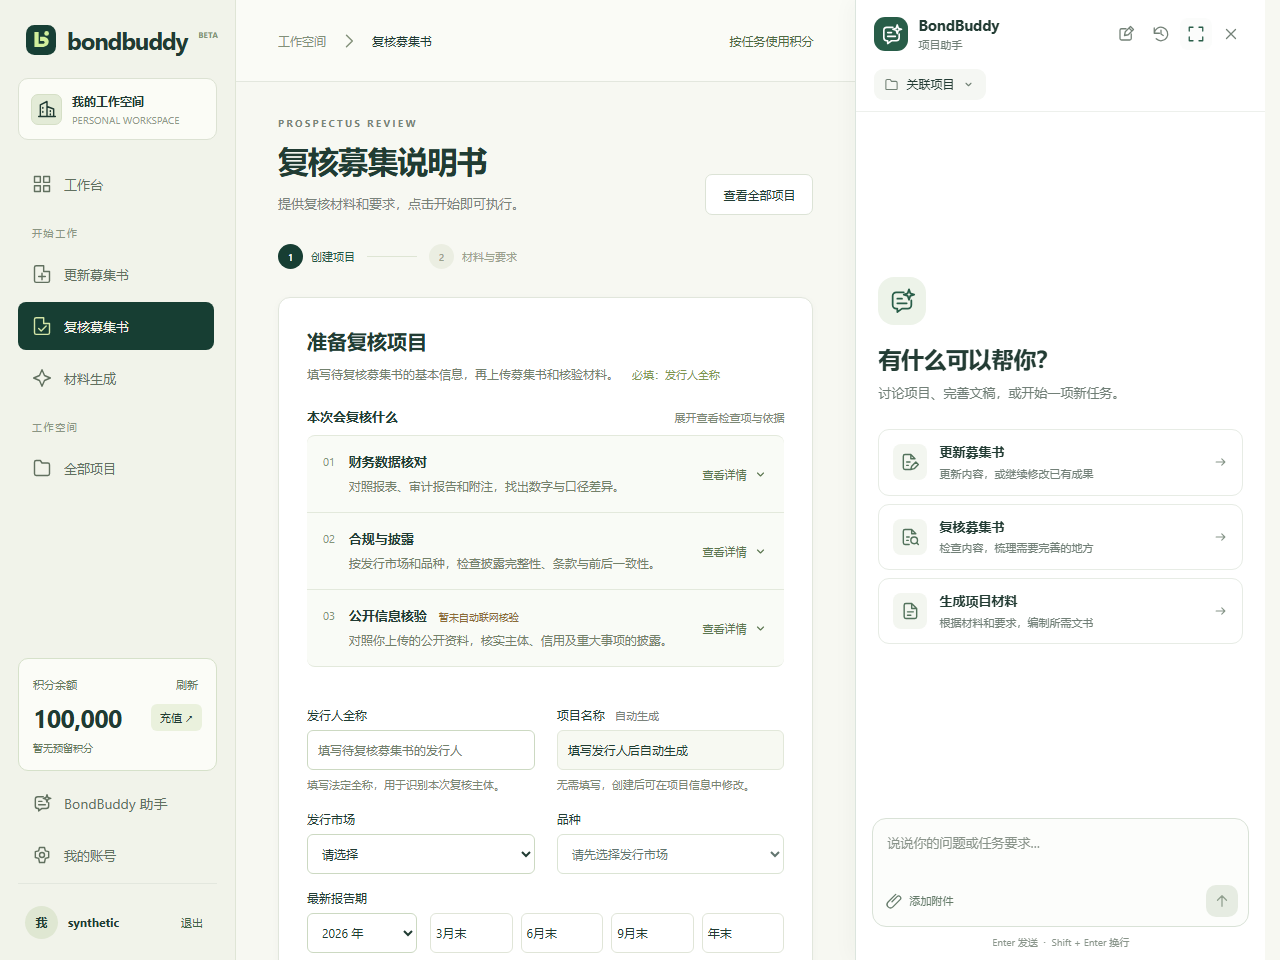 bondbuddy BETA
我的工作空间
PERSONAL WORKSPACE
工作台
开始工作
更新募集书
复核募集书
材料生成
工作空间
全部项目
积分余额 刷新
100,000 充值 ↗
暂无预留积分
BondBuddy 助手
我的账号
我 synthetic 退出
工作空间 > 复核募集书 按任务使用积分
PROSPECTUS REVIEW
复核募集说明书
提供复核材料和要求，点击开始即可执行。
查看全部项目
1 创建项目 2 材料与要求
准备复核项目
填写待复核募集书的基本信息，再上传募集书和核验材料。 必填：发行人全称
本次会复核什么 展开查看检查项与依据
01 财务数据核对
对照报表、审计报告和附注，找出数字与口径差异。
查看详情
02 合规与披露
按发行市场和品种，检查披露完整性、条款与前后一致性。
查看详情
03 公开信息核验 暂未自动联网核验
对照你上传的公开资料，核实主体、信用及重大事项的披露。
查看详情
发行人全称 项目名称 自动生成
填写待复核募集书的发行人 填写发行人后自动生成
填写法定全称，用于识别本次复核主体。 无需填写，创建后可在项目信息中修改。
发行市场 品种
请选择 请先选择发行市场
最新报告期
2026 年 3月末 6月末 9月末 年末
BondBuddy
项目助手
关联项目
有什么可以帮你？
讨论项目、完善文稿，或开始一项新任务。
更新募集书
更新内容，或继续修改已有成果
复核募集书
检查内容，梳理需要完善的地方
生成项目材料
根据材料和要求，编制所需文书
说说你的问题或任务要求...
添加附件
Enter 发送 · Shift + Enter 换行